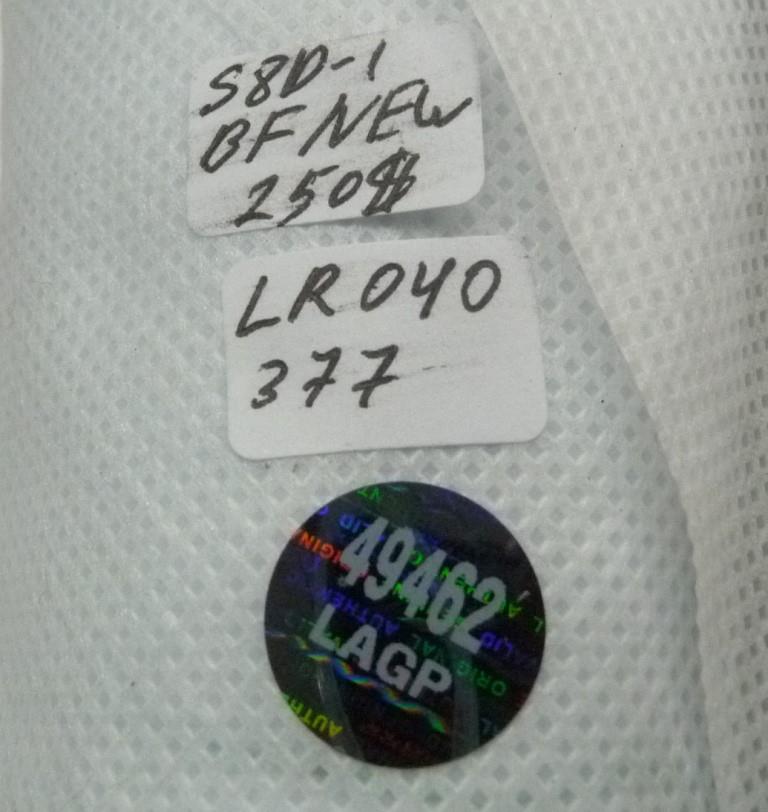 S8D-1
BF NEW
250$
LR040
377
49462
LAGP